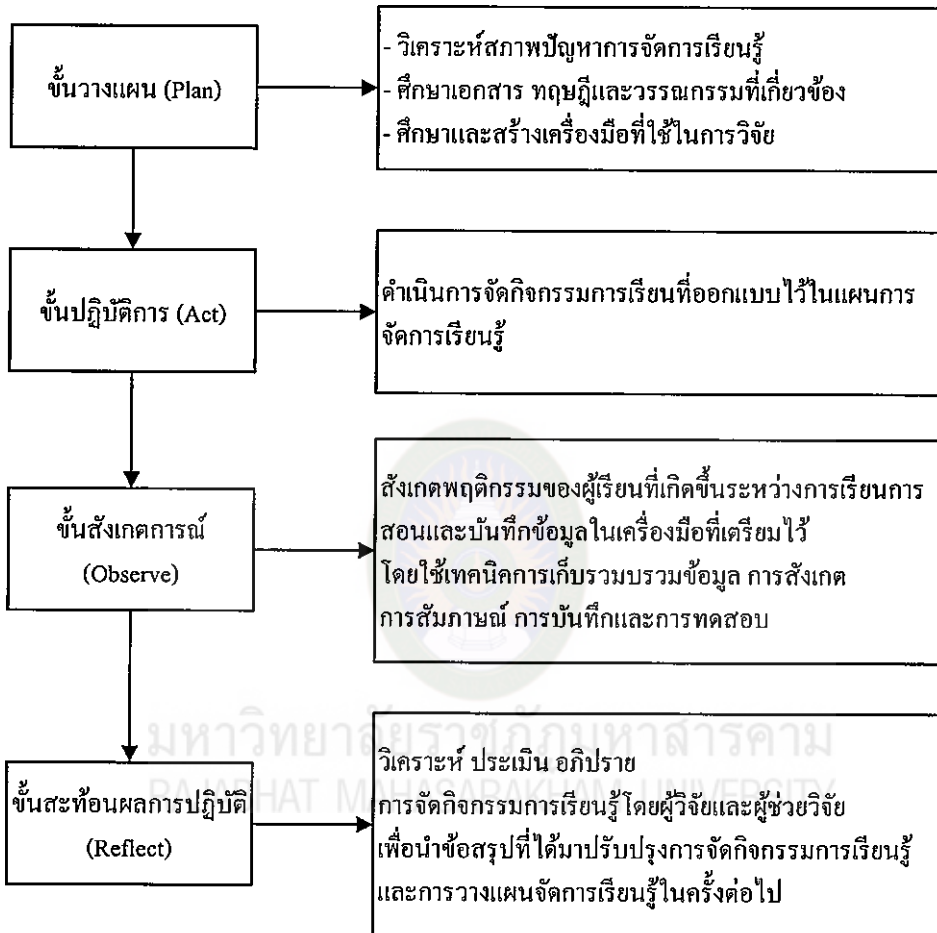 ขั้นวางแผน (Plan)
- วิเคราะห์สภาพปัญหาการจัดการเรียนรู้
- ศึกษาเอกสาร ทฤษฎีและวรรณกรรมที่เกี่ยวข้อง
- ศึกษาและสร้างเครื่องมือที่ใช้ในการวิจัย
ขั้นปฏิบัติการ (Act)
ดำเนินการจัดกิจกรรมการเรียนที่ออกแบบไว้ในแผนการ
จัดการเรียนรู้
ขั้นสังเกตการณ์
(Observe)
สังเกตพฤติกรรมของผู้เรียนที่เกิดขึ้นระหว่างการเรียนการ
สอนและบันทึกข้อมูลในเครื่องมือที่เตรียมไว้
โดยใช้เทคนิคการเก็บรวมบรวมข้อมูล การสังเกต
การสัมภาษณ์ การบันทึกและการทดสอบ
มหาวิทยาลัยราชภัฏมหาสารคาม
RAJABHAT MAHASARAKHAM UNIVERSITY
ขั้นสะท้อนผลการปฏิบัติ
(Reflect)
วิเคราะห์ ประเมิน อภิปราย
การจัดกิจกรรมการเรียนรู้โดยผู้วิจัยและผู้ช่วยวิจัย
เพื่อนำข้อสรุปที่ได้มาปรับปรุงการจัดกิจกรรมการเรียนรู้
และการวางแผนจัดการเรียนรู้ในครั้งต่อไป